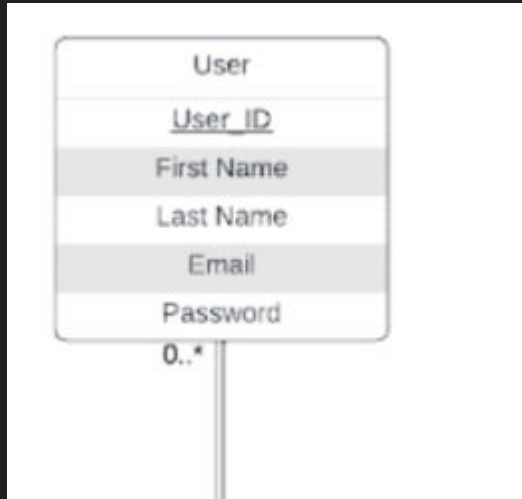 User
User_ID
First Name
Last Name
Email
Password
0..*